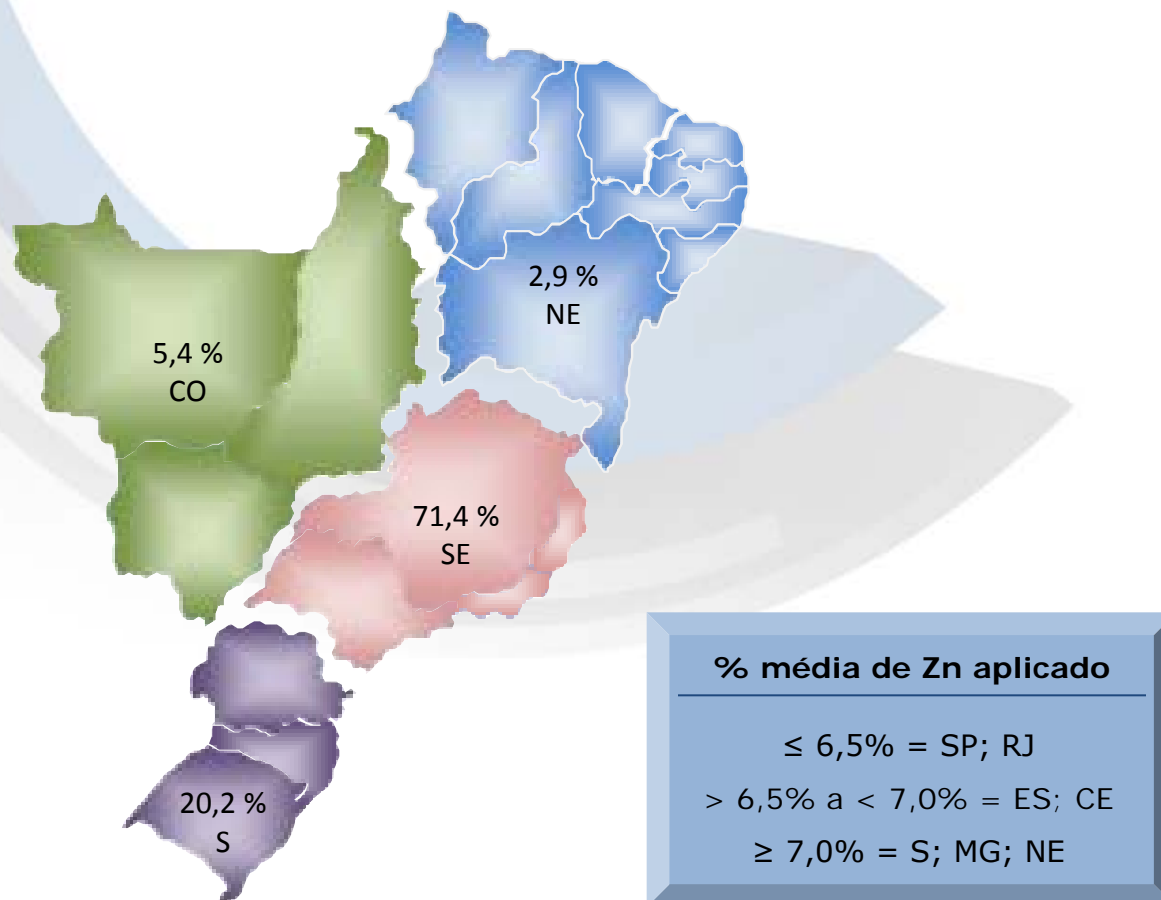 2,9 %
NE
5,4 %
CO
71,4 %
SE
20,2 %
S
% média de Zn aplicado
≤ 6,5% = SP; RJ
> 6,5% a < 7,0% = ES; CE
≥ 7,0% = S; MG; NE